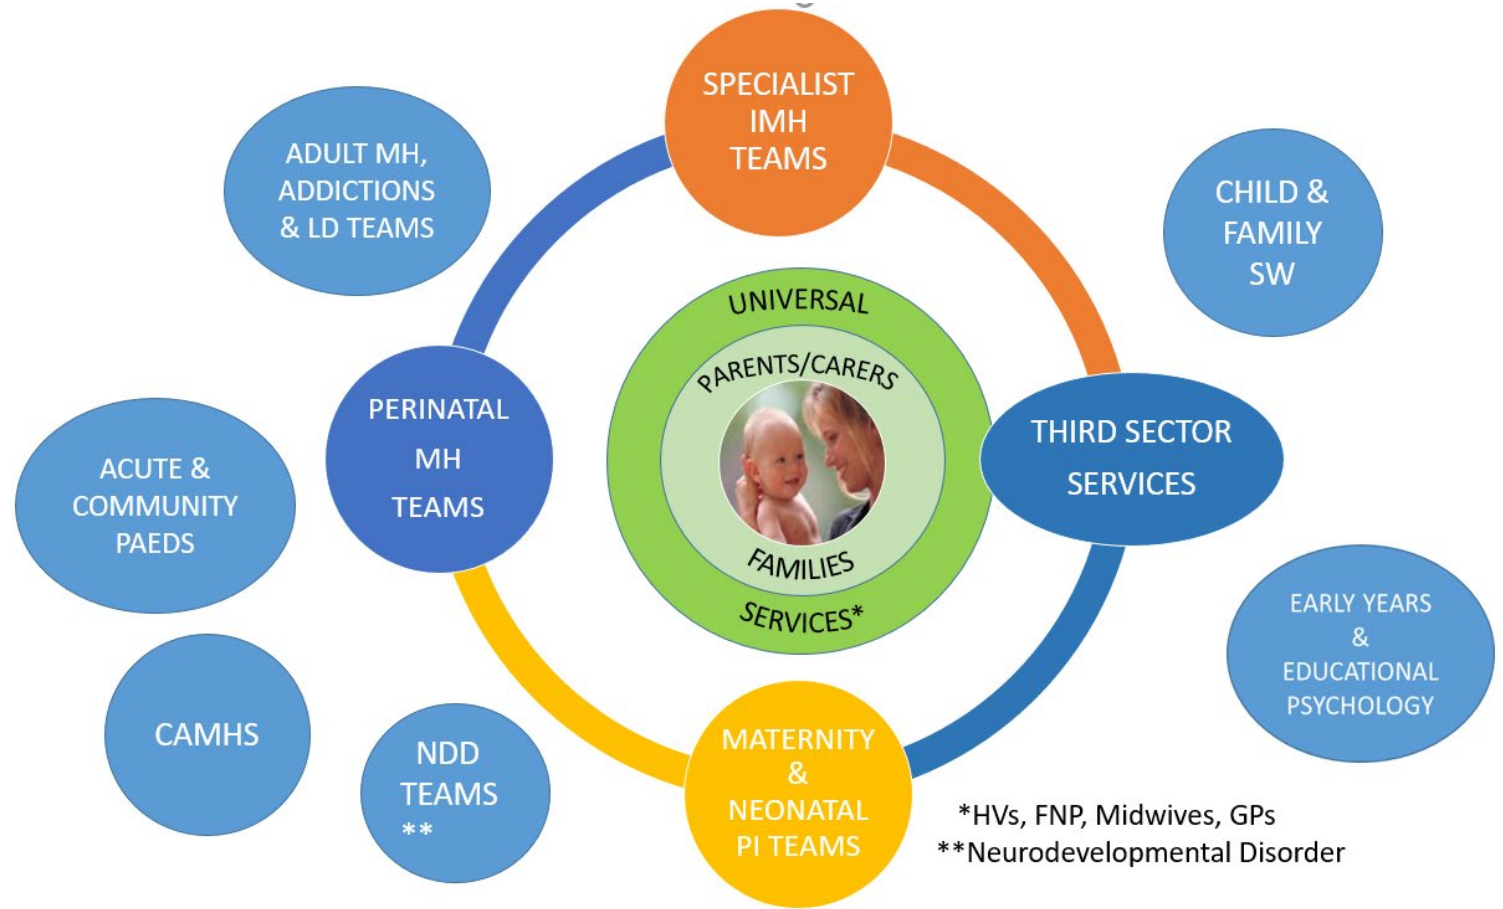 SPECIALIST
IMH
TEAMS
ADULT MH,
ADDICTIONS
& LD TEAMS
CHILD &
FAMILY
SW
UNIVERSAL
PARENTS/CARERS
FAMILIES
SERVICES*
PERINATAL
MH
TEAMS
THIRD SECTOR
SERVICES
ACUTE &
COMMUNITY
PAEDS
EARLY YEARS
&
EDUCATIONAL
PSYCHOLOGY
CAMHS
NDD
TEAMS
**
MATERNITY
&
NEONATAL
PI TEAMS
*HVs, FNP, Midwives, GPs
**Neurodevelopmental Disorder